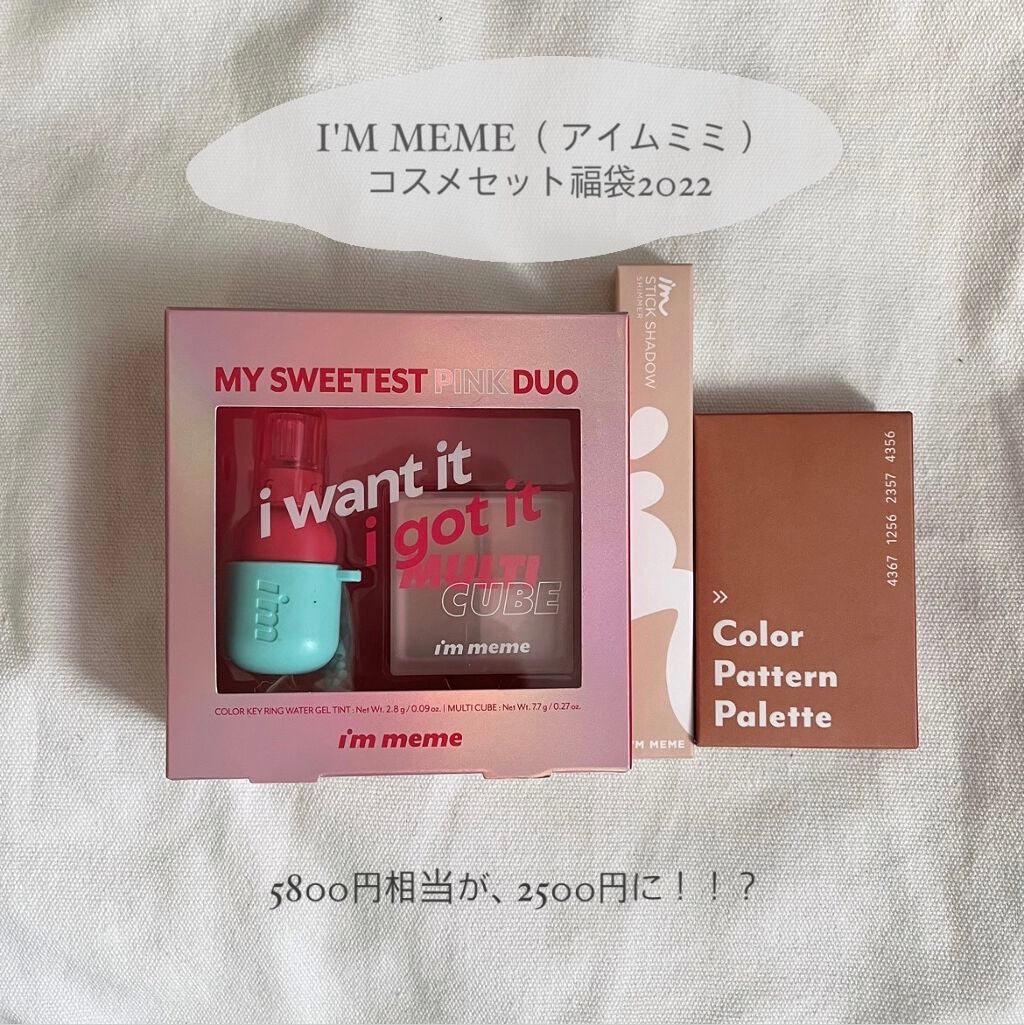 I'M MEME（アイムミミ）
コスメセット福袋2022
MY SWEETEST PINK DUO
i want it
i got it
MULTI
CUBE
i'm meme
i'm
COLOR KEY RING WATER GEL TINT : Net Wt. 2.8 g / 0.09 oz. | MULTI CUBE : Net Wt. 7.7 g / 0.27 oz.
i'm meme
I'm
STICK SHADOW
SHIMMER
I'M MEME
4367 1256 2357 4356
»
Color
Pattern
Palette
5800円相当が、2500円に！！？